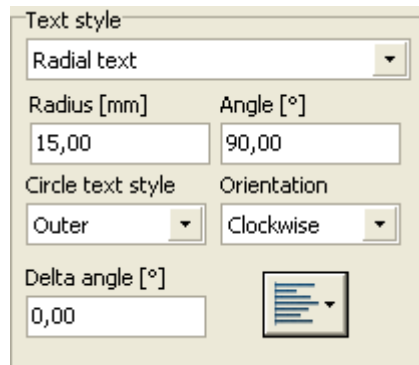 Text style
Radial text
Radius [mm] Angle [°]
15,00 90,00
Circle text style Orientation
Outer Clockwise
Delta angle [°]
0,00